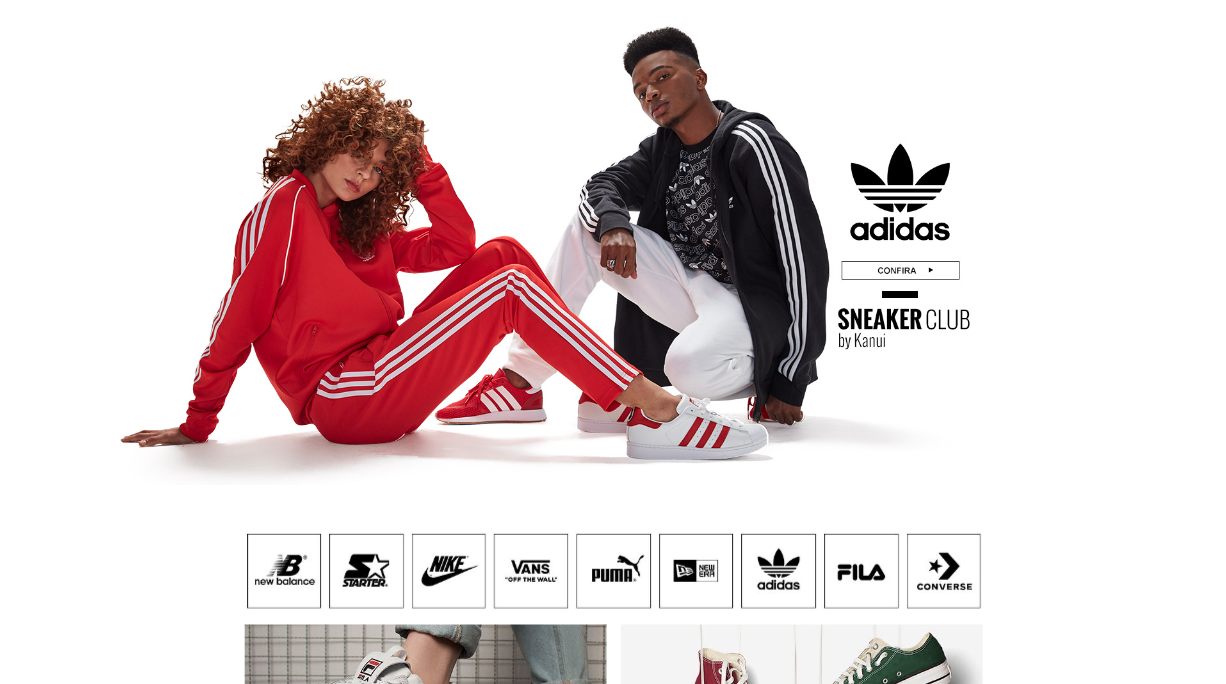 adidas
CONFIRA
SNEAKER CLUB
by Kanui
new balance
STARTER
NIKE
VANS
"OFF THE WALL"
PUMA
NEW
ERA
adidas
FILA
CONVERSE
FILA